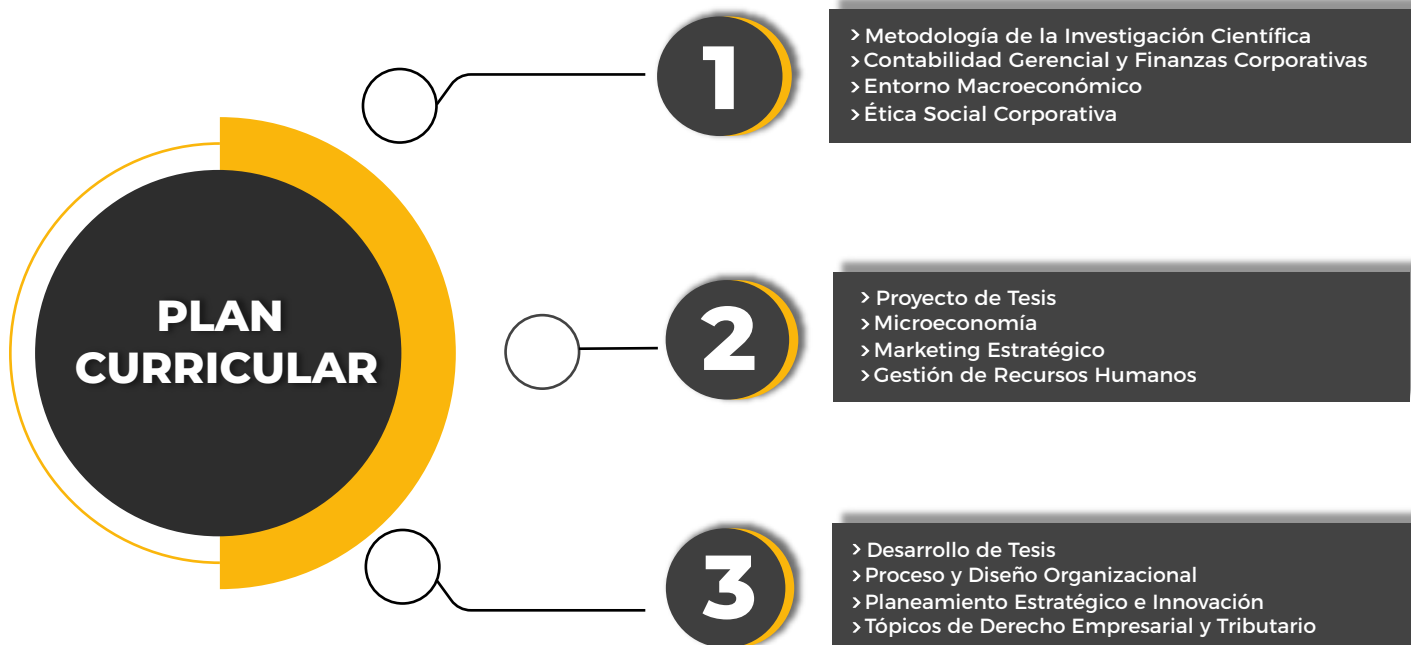 PLAN
CURRICULAR
1
> Metodología de la Investigación Científica
> Contabilidad Gerencial y Finanzas Corporativas
> Entorno Macroeconómico
> Ética Social Corporativa
2
> Proyecto de Tesis
> Microeconomía
> Marketing Estratégico
> Gestión de Recursos Humanos
3
> Desarrollo de Tesis
> Proceso y Diseño Organizacional
> Planeamiento Estratégico e Innovación
> Tópicos de Derecho Empresarial y Tributario